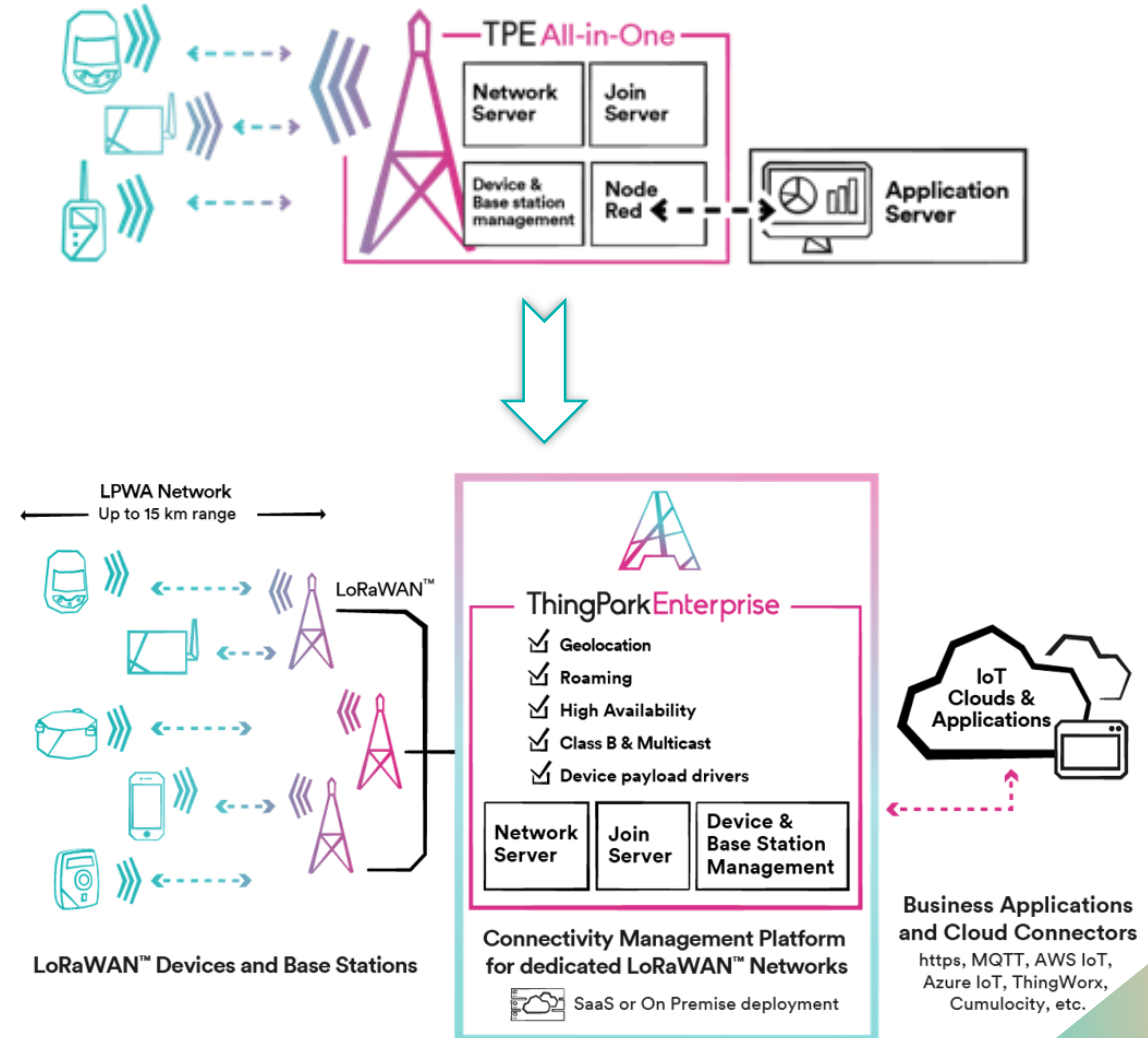 TPE All-in-One
Network
Server
Join
Server
Device &
Base station
management
Node
Red
Application
Server
LPWA Network
Up to 15 km range
LoRaWAN™
ThingParkEnterprise
Geolocation
Roaming
High Availability
Class B & Multicast
Device payload drivers
Network
Server
Join
Server
Device &
Base Station
Management
IoT
Clouds &
Applications
LoRaWAN™ Devices and Base Stations
Connectivity Management Platform
for dedicated LoRaWAN™ Networks
SaaS or On Premise deployment
Business Applications
and Cloud Connectors
https, MQTT, AWS IoT,
Azure IoT, ThingWorx,
Cumulocity, etc.